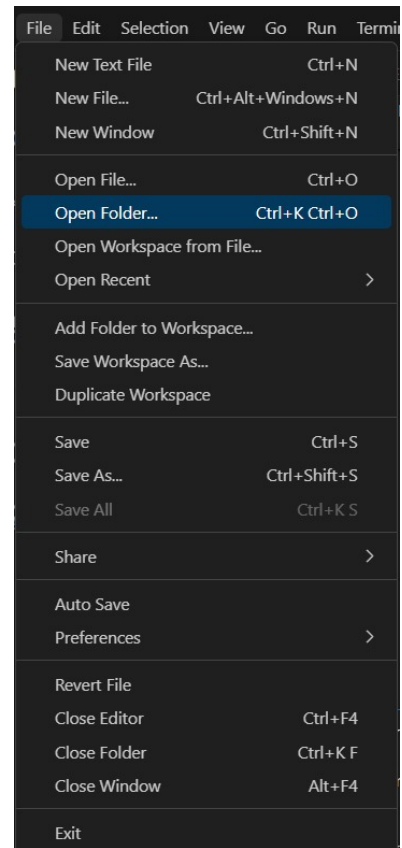 File Edit Selection View Go Run Termi
New Text File Ctrl+N
New File... Ctrl+Alt+Windows+N
New Window Ctrl+Shift+N
Open File... Ctrl+O
Open Folder... Ctrl+K Ctrl+O
Open Workspace from File...
Open Recent
Add Folder to Workspace...
Save Workspace As...
Duplicate Workspace
Save Ctrl+S
Save As... Ctrl+Shift+S
Save All Ctrl+K S
Share
Auto Save
Preferences
Revert File
Close Editor Ctrl+F4
Close Folder Ctrl+K F
Close Window Alt+F4
Exit